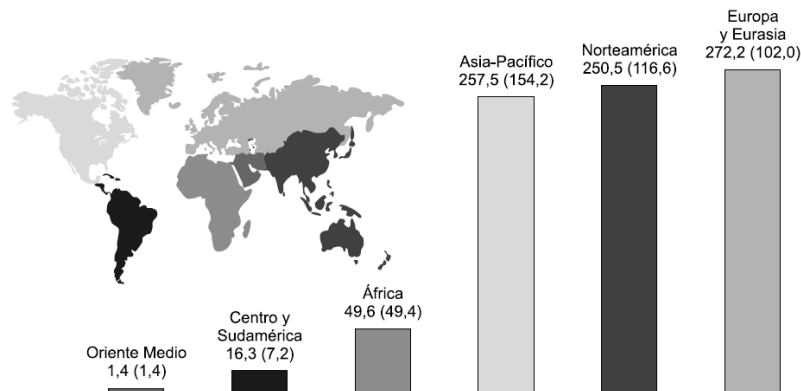 Oriente Medio
1,4 (1,4)
Centro y
Sudamérica
16,3 (7,2)
África
49,6 (49,4)
Asia-Pacífico
257,5 (154,2)
Norteamérica
250,5 (116,6)
Europa
y Eurasia
272,2 (102,0)